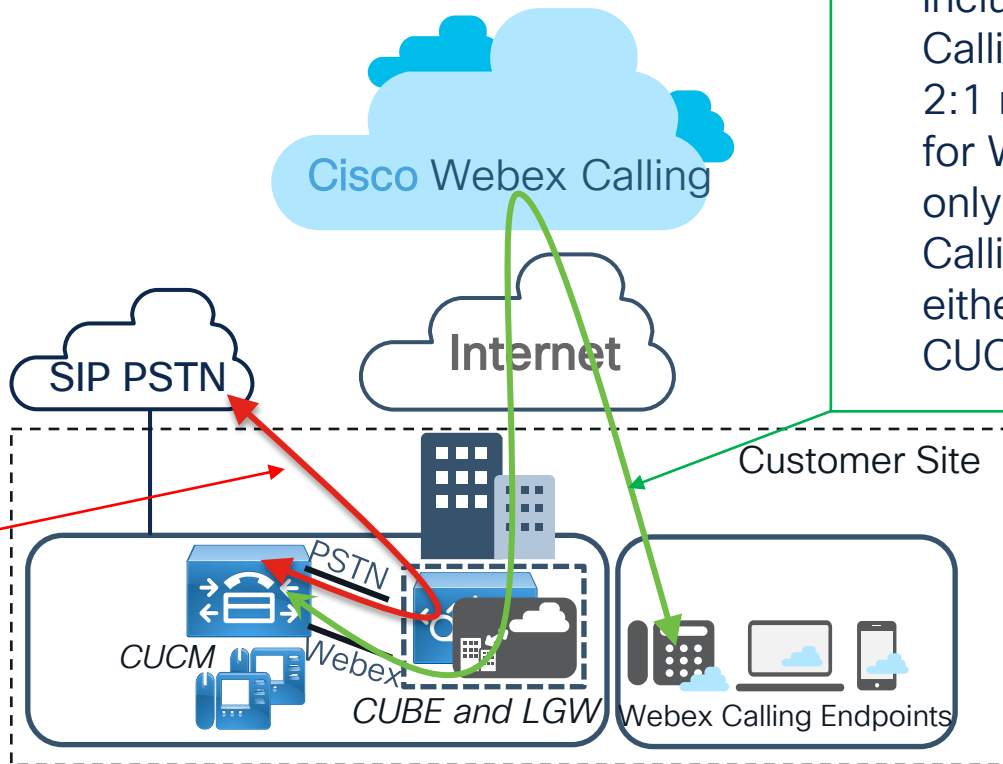 inclu
Calli
2:1 r
for W
only
Calli
eithe
CUC
Cisco Webex Calling
Internet
SIP PSTN
Customer Site
PSTN
Webex
CUCM
CUBE and LGW
Webex Calling Endpoints